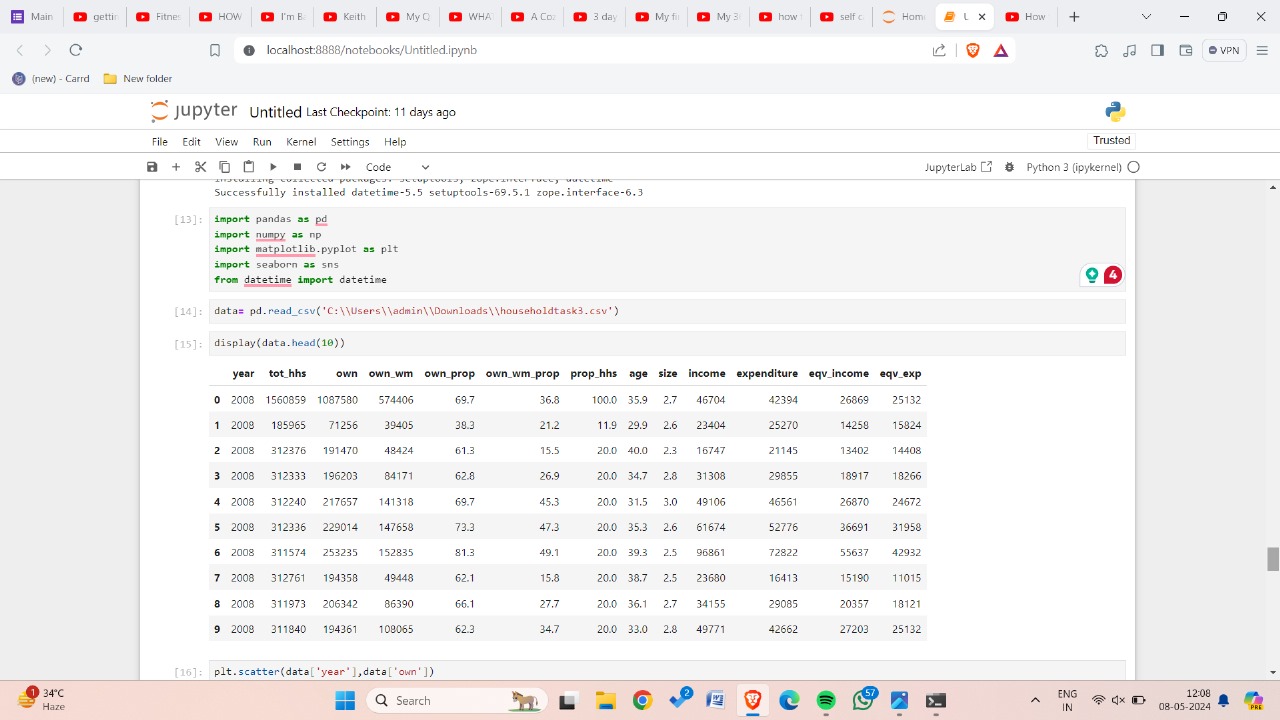 Main
gettin
Fitnes
HOW
I'm B
Keith
My Q
WHA
A Co
3 day
My fi
My 3
how t
self c
Hom
U
How
localhost:8888/notebooks/Untitled.ipynb
VPN
(new) - Carrd New folder
jupyter Untitled Last Checkpoint: 11 days ago
File Edit View Run Kernel Settings Help Trusted
Code JupyterLab Python 3 (ipykernel)
Installing collected packages: setuptools, zope.interface, datetime
Successfully installed datetime-5.5 setuptools-69.5.1 zope.interface-6.3
[13]: import pandas as pd
import numpy as np
import matplotlib.pyplot as plt
import seaborn as sns
from datetime import datetime
4
[14]: data= pd.read_csv('C:\\Users\\admin\\Downloads\\householdtask3.csv')
[15]: display(data.head(10))
year tot_hhs own own_wm own_prop own_wm_prop prop_hhs age size income expenditure eqv_income eqv_exp
0 2008 1560859 1087580 574406 69.7 36.8 100.0 35.9 2.7 46704 42394 26869 25132
1 2008 185965 71256 39405 38.3 21.2 11.9 29.9 2.6 23404 25270 14258 15824
2 2008 312376 191470 48424 61.3 15.5 20.0 40.0 2.3 16747 21145 13402 14408
3 2008 312333 196203 84171 62.8 26.9 20.0 34.7 2.8 31308 29855 18917 18266
4 2008 312240 217657 141318 69.7 45.3 20.0 31.5 3.0 49106 46561 26870 24672
5 2008 312336 229014 147658 73.3 47.3 20.0 35.3 2.6 61674 52776 36691 31958
6 2008 311574 253235 152835 81.3 49.1 20.0 39.3 2.5 96861 72822 55637 42932
7 2008 312761 194358 49448 62.1 15.8 20.0 38.7 2.5 23680 16413 15190 11015
8 2008 311973 206342 86390 66.1 27.7 20.0 36.1 2.7 34155 29085 20357 18121
9 2008 311840 194361 108065 62.3 34.7 20.0 33.0 2.8 49771 42662 27203 25132
[16]: plt.scatter(data['year'],data['own'])
1
34°C
Haze
Search
2
57
ENG
IN
12:08
08-05-2024
PRE